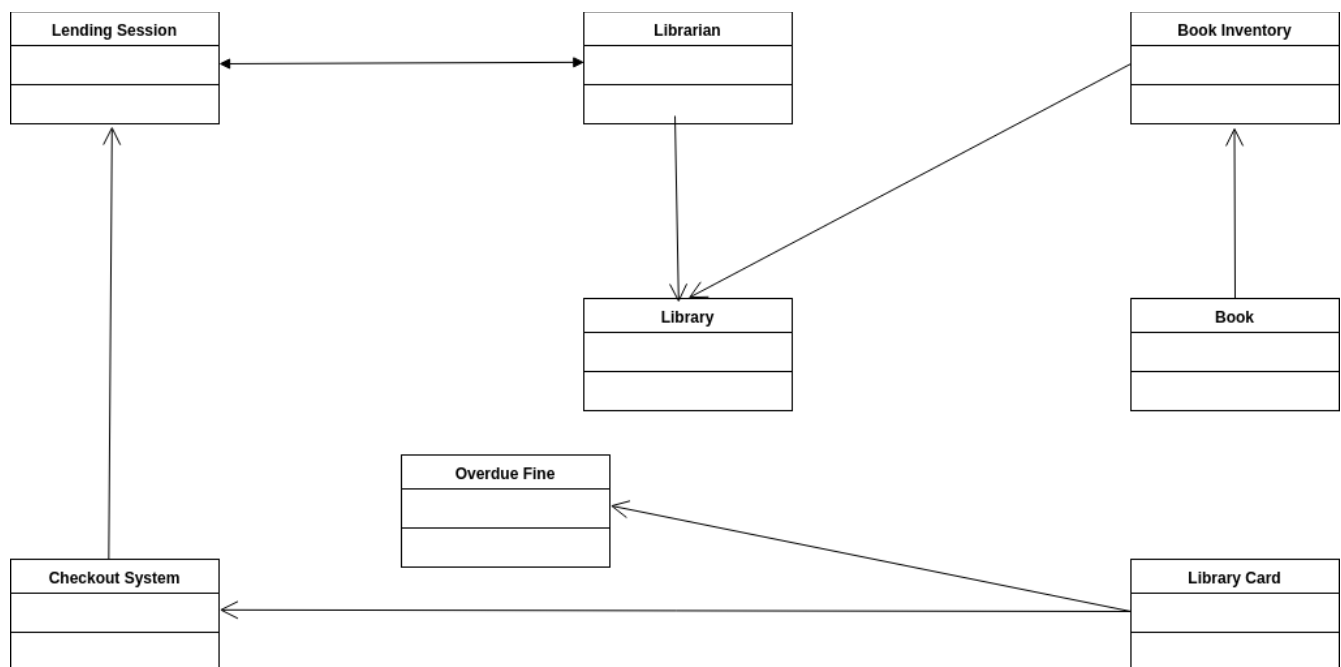 Lending Session
Librarian
Book Inventory
Library
Book
Overdue Fine
Checkout System
Library Card